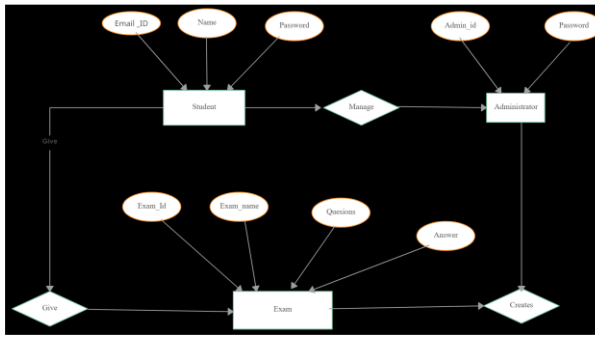 Email _ID
Name
Password
Admin_id
Password
Student
Manage
Administrator
Give
Exam_Id
Exam_name
Quesions
Answer
Give
Exam
Creates